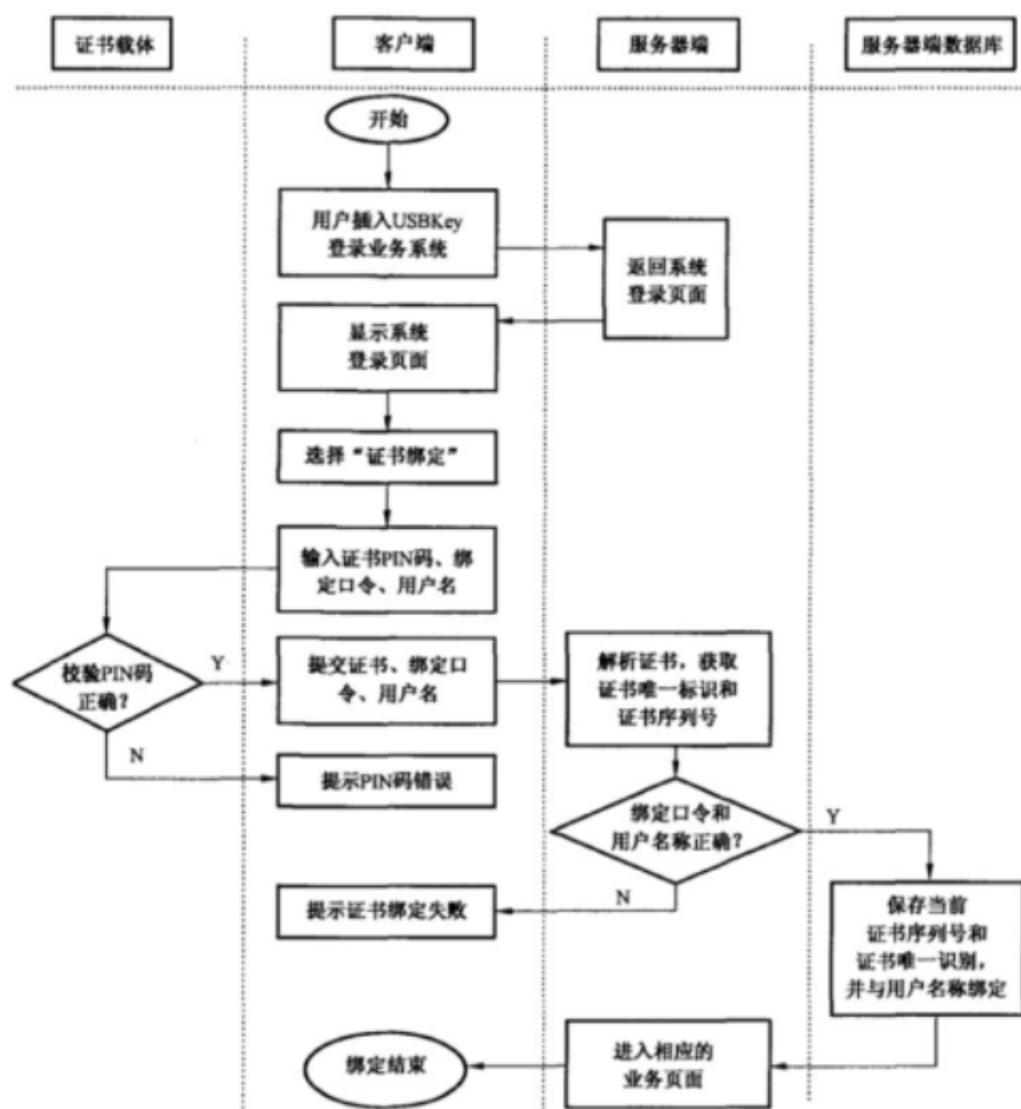 证书载体
客户端
服务器端
服务器端数据库
开始
用户插入USBKey
登录业务系统
返回系统
登录页面
显示系统
登录页面
选择“证书绑定”
输入证书PIN码、绑
定口令、用户名
校验PIN码
正确?
Y
提交证书、绑定口
令、用户名
解析证书,获取
证书唯一标识和
证书序列号
N
提示PIN码错误
绑定口令和
用户名称正确?
Y
N
提示证书绑定失败
保存当前
证书序列号和
证书唯一识别,
并与用户名称绑定
进入相应的
业务页面
绑定结束